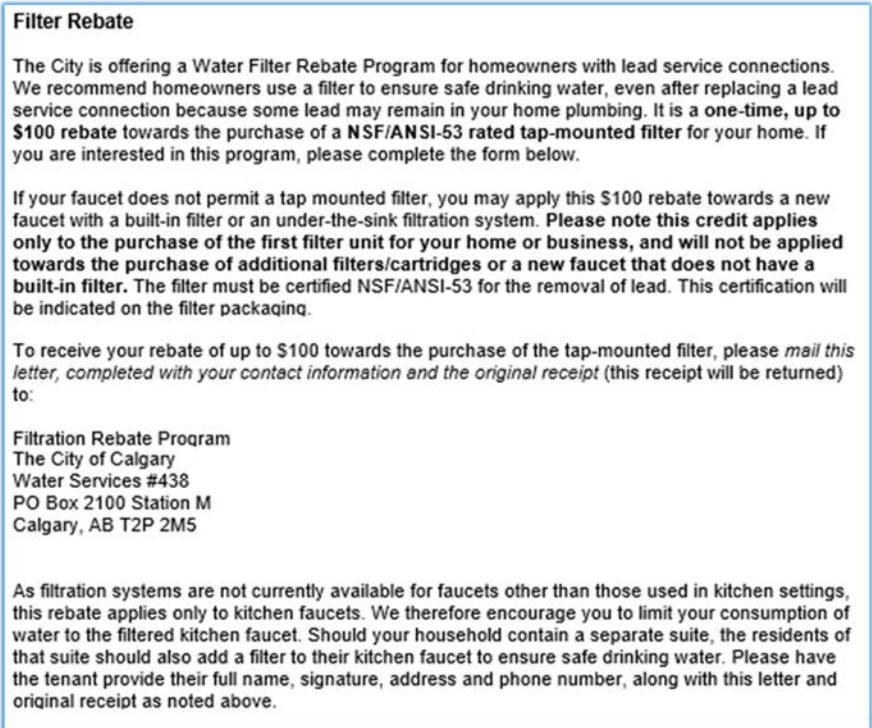 Filter Rebate
The City is offering a Water Filter Rebate Program for homeowners with lead service connections.
We recommend homeowners use a filter to ensure safe drinking water, even after replacing a lead
service connection because some lead may remain in your home plumbing. It is a one-time, up to
$100 rebate towards the purchase of a NSF/ANSI-53 rated tap-mounted filter for your home. If
you are interested in this program, please complete the form below.
If your faucet does not permit a tap mounted filter, you may apply this $100 rebate towards a new
faucet with a built-in filter or an under-the-sink filtration system. Please note this credit applies
only to the purchase of the first filter unit for your home or business, and will not be applied
towards the purchase of additional filters/cartridges or a new faucet that does not have a
built-in filter. The filter must be certified NSF/ANSI-53 for the removal of lead. This certification will
be indicated on the filter packaging.
To receive your rebate of up to $100 towards the purchase of the tap-mounted filter, please mail this
letter, completed with your contact information and the original receipt (this receipt will be returned)
to:
Filtration Rebate Program
The City of Calgary
Water Services #438
PO Box 2100 Station M
Calgary, AB T2P 2M5
As filtration systems are not currently available for faucets other than those used in kitchen settings,
this rebate applies only to kitchen faucets. We therefore encourage you to limit your consumption of
water to the filtered kitchen faucet. Should your household contain a separate suite, the residents of
that suite should also add a filter to their kitchen faucet to ensure safe drinking water. Please have
the tenant provide their full name, signature, address and phone number, along with this letter and
original receipt as noted above.